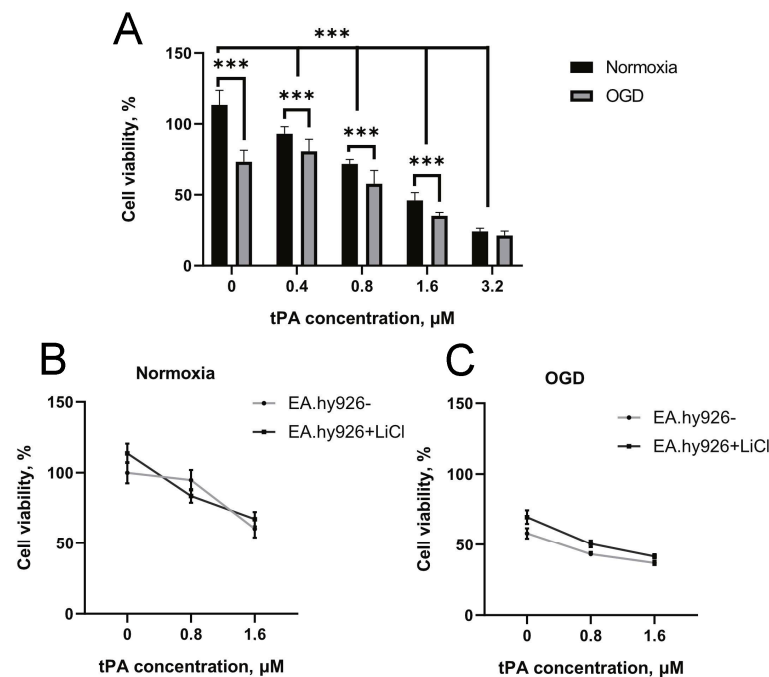 A
***
***
***
***
***
Normoxia
OGD
150
100
50
0
Cell viability, %
0 0.4 0.8 1.6 3.2
tPA concentration, µM
B
Normoxia
EA.hy926-
EA.hy926+LiCl
150
100
50
0
Cell viability, %
0 0.8 1.6
tPA concentration, µM
C
OGD
EA.hy926-
EA.hy926+LiCl
150
100
50
0
Cell viability, %
0 0.8 1.6
tPA concentration, µM